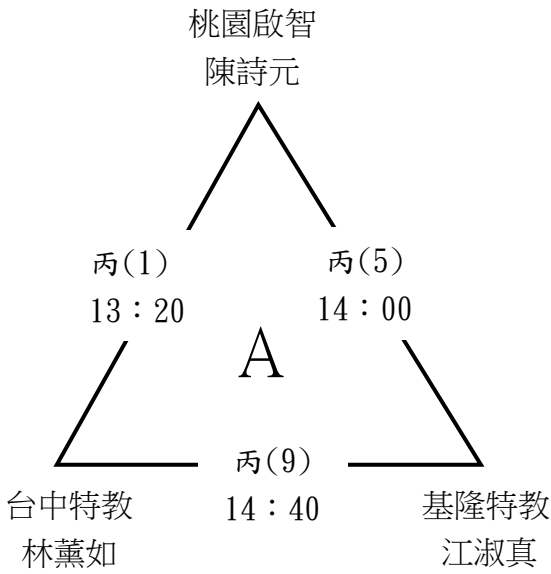 桃園啟智
陳詩元
丙(1)
13：20
丙(5)
14：00
A
丙(9)
14：40
台中特教
林薰如
基隆特教
江淑真